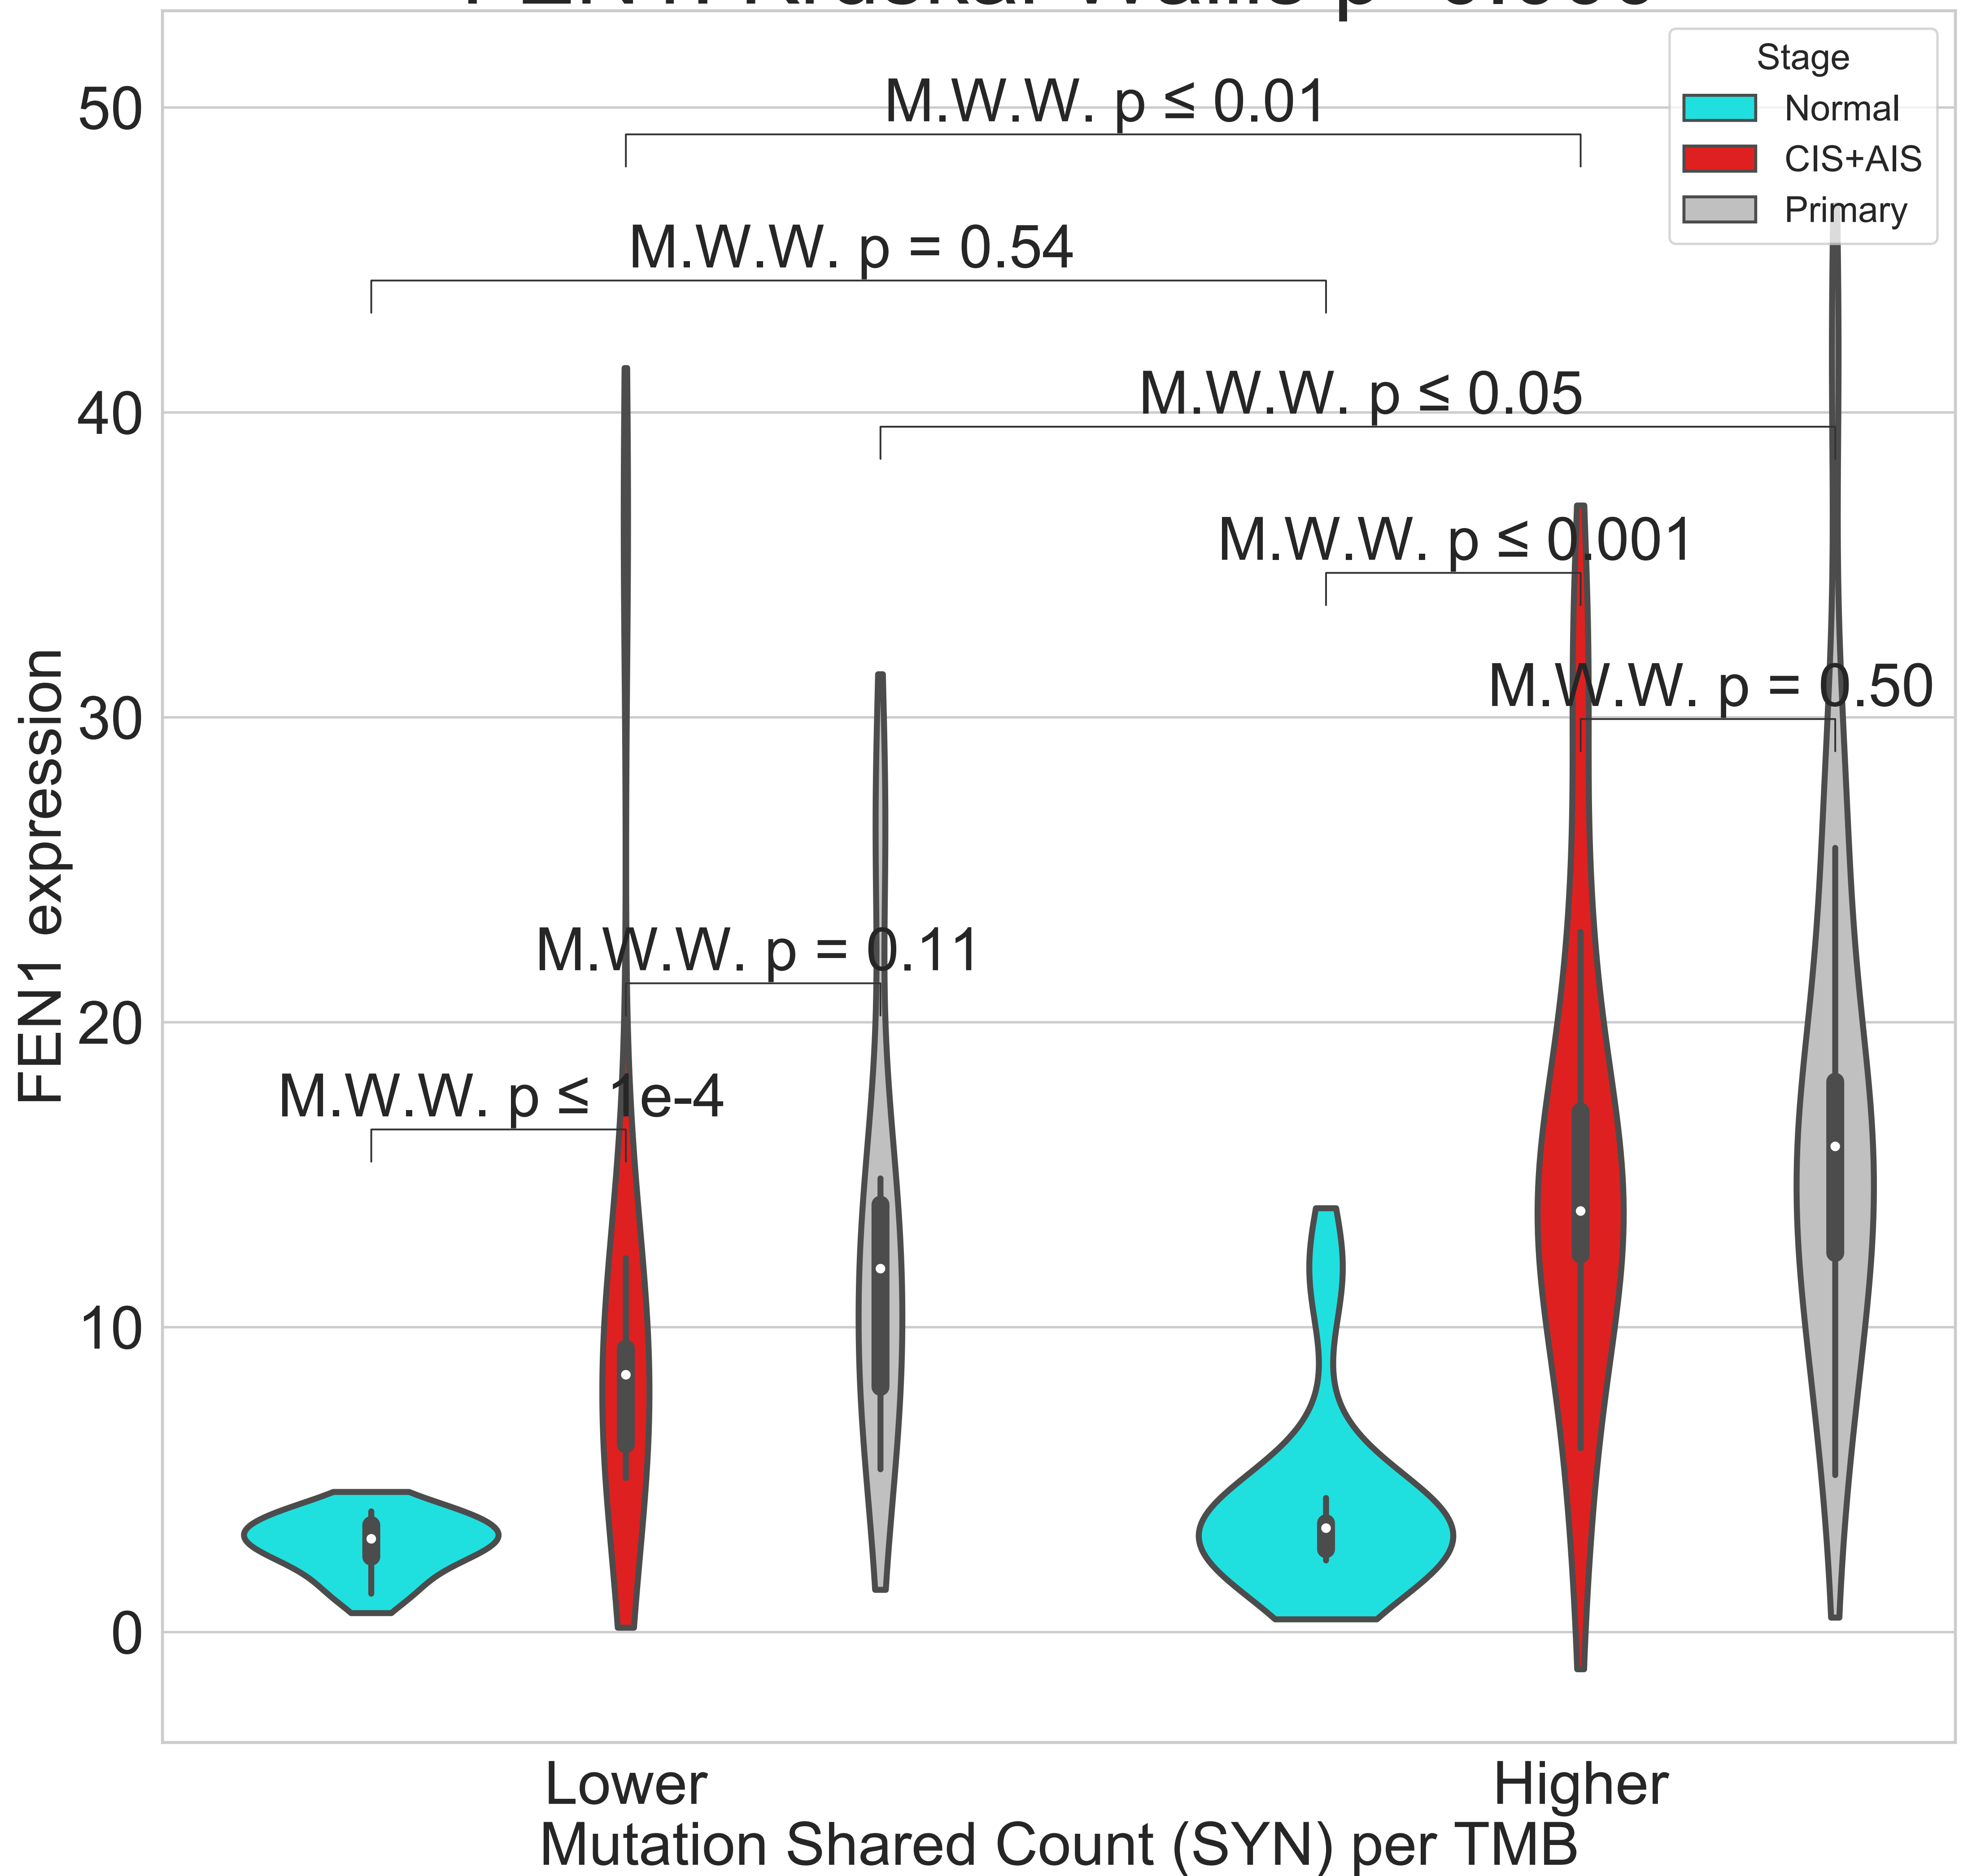 Stage
Normal
CIS+AIS
Primary
50
M.W.W. p ≤ 0.01
M.W.W. p = 0.54
40
M.W.W. p ≤ 0.05
M.W.W. p ≤ 0.001
30
M.W.W. p = 0.50
FEN1 expression
M.W.W. p = 0.11
20
M.W.W. p ≤ 1e-4
10
0
Lower
Higher
Mutation Shared Count (SYN) per TMB